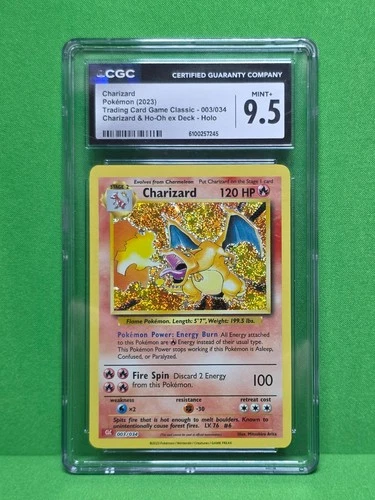 CGC
CERTIFIED GUARANTY COMPANY
Charizard
Pokémon (2023)
Trading Card Game Classic - 003/034
Charizard & Ho-Oh ex Deck - Holo
6100257245
MINT+
9.5
STAGE 2
Evolves from Charmeleon
Put Charizard on the Stage 1 card
Charizard
120 HP
Flame Pokémon. Length: 5'7", Weight: 199.5 lbs.
Pokémon Power: Energy Burn All Energy attached
to this Pokémon are Energy instead of their usual type.
This Power stops working if this Pokémon is Asleep,
Confused, or Paralyzed.
Fire Spin Discard 2 Energy
from this Pokémon.
100
weakness
resistance
retreat cost
×2
-30
Spits fire that is hot enough to melt boulders. Known to
unintentionally cause forest fires. LV. 76 #6
003/034
Illus. Mitsuhiro Arita